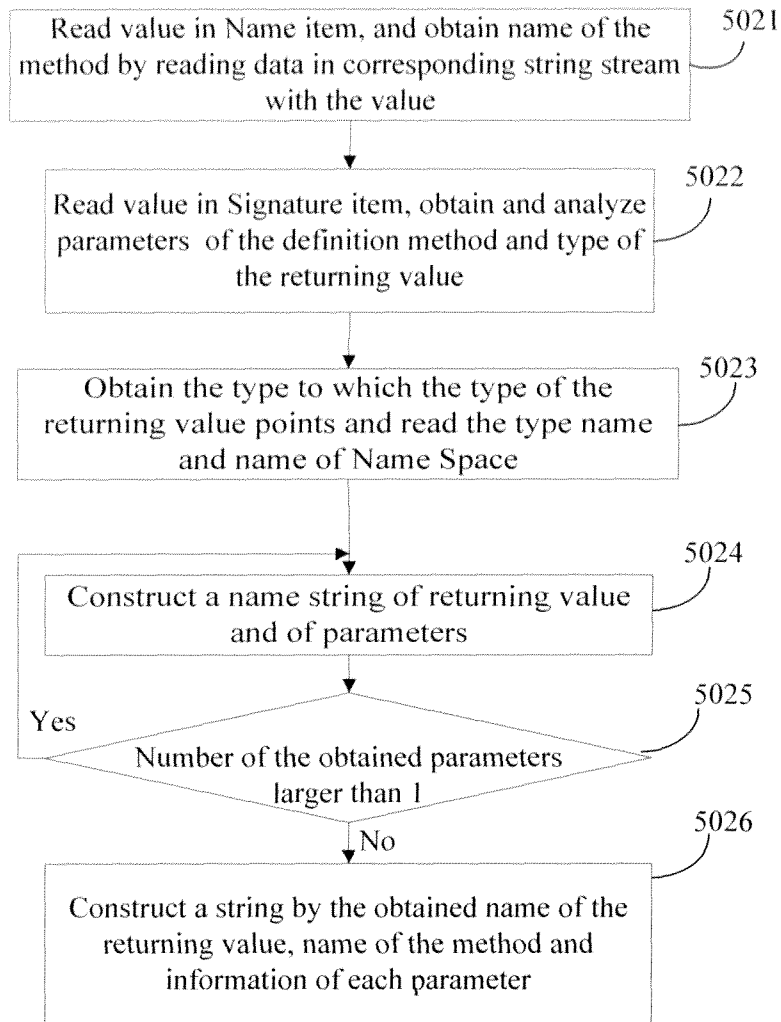 Read value in Name item, and obtain name of the
method by reading data in corresponding string stream
with the value
5021
Read value in Signature item, obtain and analyze
parameters of the definition method and type of
the returning value
5022
Obtain the type to which the type of the
returning value points and read the type name
and name of Name Space
5023
Construct a name string of returning value
and of parameters
5024
Yes
Number of the obtained parameters
larger than 1
5025
No
Construct a string by the obtained name of the
returning value, name of the method and
information of each parameter
5026